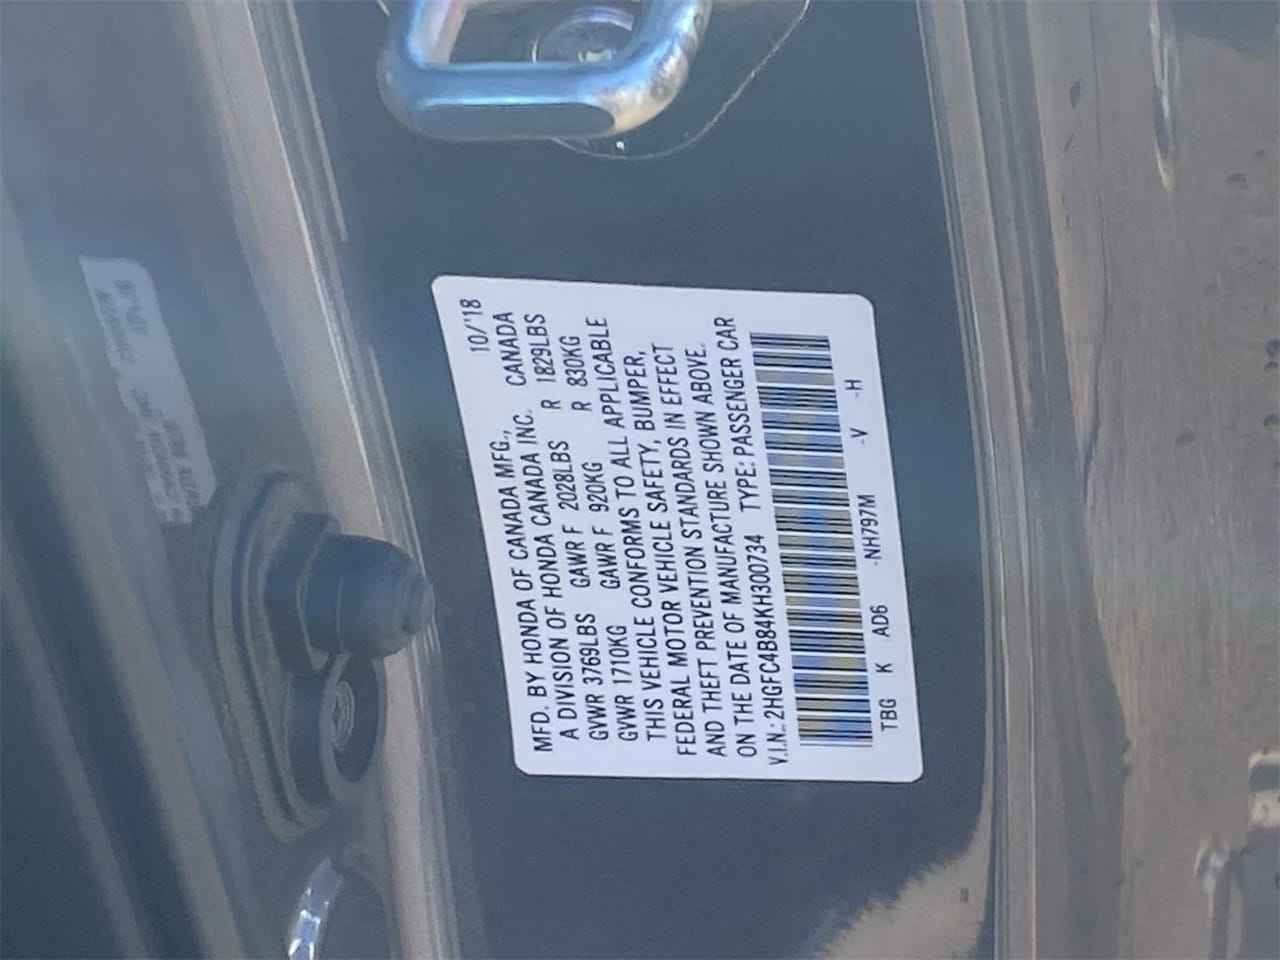 10/'18
MFD. BY HONDA OF CANADA MFG., CANADA
A DIVISION OF HONDA CANADA INC.
GVWR 3769LBS GAWR F 2028LBS R 1829LBS
GVWR 1710KG GAWR F 920KG R 830KG
THIS VEHICLE CONFORMS TO ALL APPLICABLE
FEDERAL MOTOR VEHICLE SAFETY, BUMPER,
AND THEFT PREVENTION STANDARDS IN EFFECT
ON THE DATE OF MANUFACTURE SHOWN ABOVE.
V.I.N.: 2HGFC4B84KH300734 TYPE: PASSENGER CAR
TBG K AD6 -NH797M -V -H